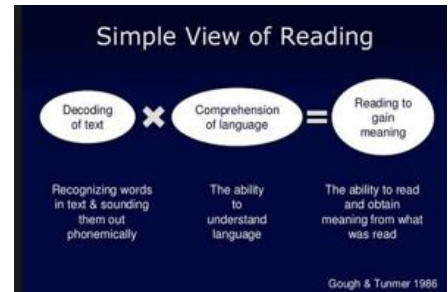 Simple View of Reading
Decoding
of text
×
Comprehension
of language
=
Reading to
gain
meaning
Recognizing words
in text & sounding
them out
phonemically
The ability
to
understand
language
The ability to read
and obtain
meaning from what
was read
Gough & Tunmer 1986